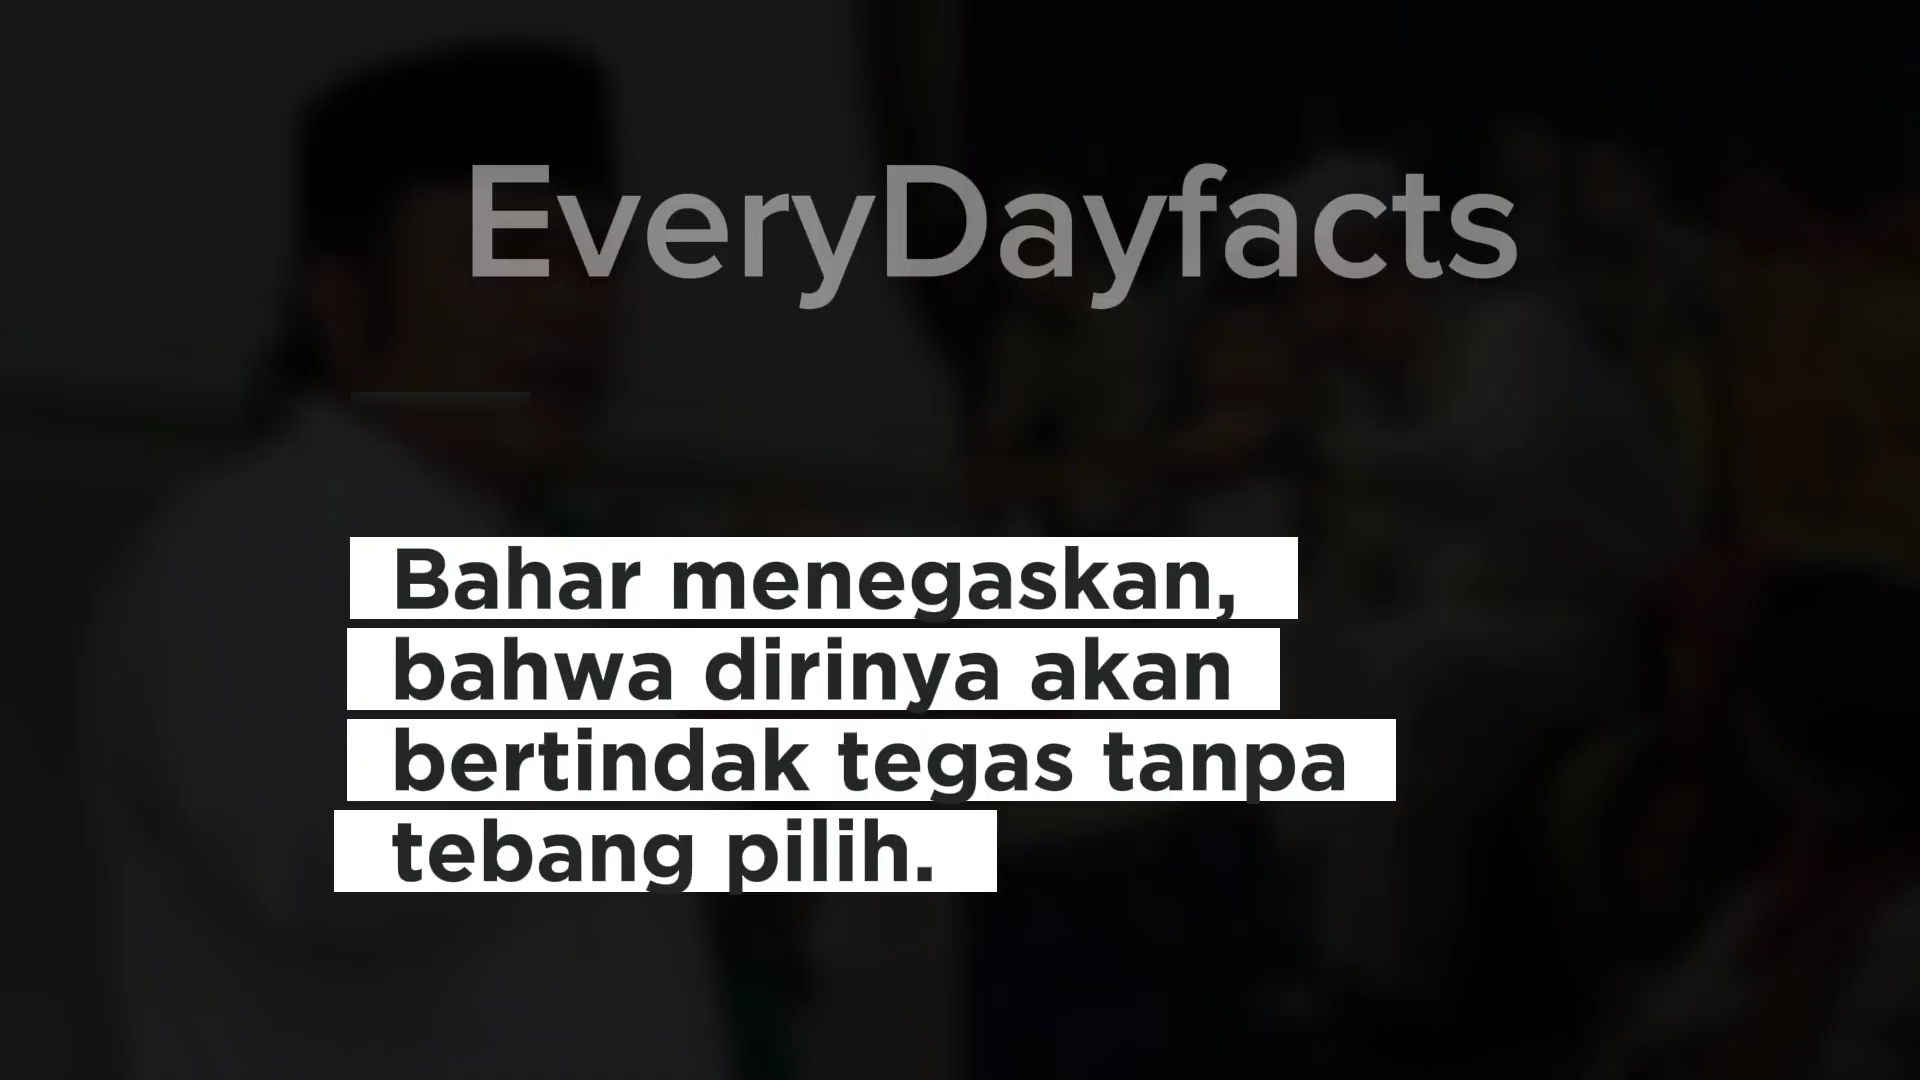 EveryDayfacts
Bahar menegaskan,
bahwa dirinya akan
bertindak tegas tanpa
tebang pilih.